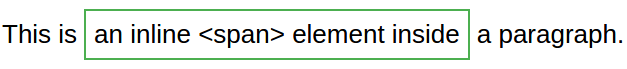 This is an inline <span> element inside a paragraph.